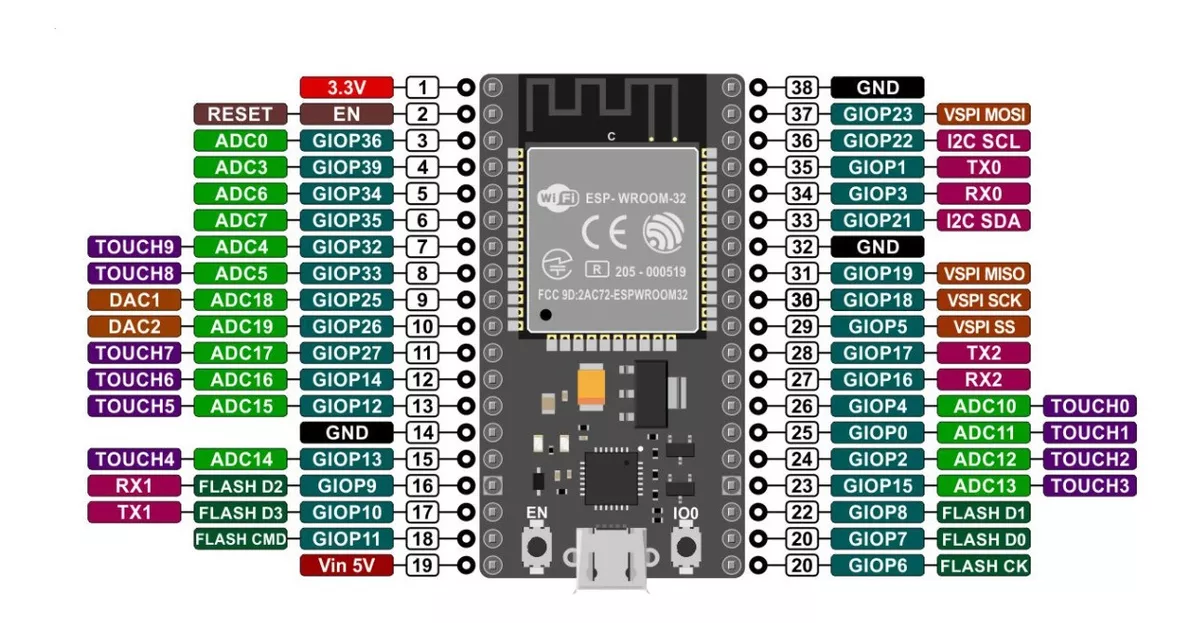 3.3V 1 38 GND
RESET EN 2 37 GIOP23 VSPI MOSI
ADC0 GIOP36 3 36 GIOP22 I2C SCL
ADC3 GIOP39 4 35 GIOP1 TX0
ADC6 GIOP34 5 34 GIOP3 RX0
ADC7 GIOP35 6 33 GIOP21 I2C SDA
TOUCH9 ADC4 GIOP32 7 32 GND
TOUCH8 ADC5 GIOP33 8 31 GIOP19 VSPI MISO
DAC1 ADC18 GIOP25 9 30 GIOP18 VSPI SCK
DAC2 ADC19 GIOP26 10 29 GIOP5 VSPI SS
TOUCH7 ADC17 GIOP27 11 28 GIOP17 TX2
TOUCH6 ADC16 GIOP14 12 27 GIOP16 RX2
TOUCH5 ADC15 GIOP12 13 26 GIOP4 ADC10 TOUCH0
GND 14 25 GIOP0 ADC11 TOUCH1
TOUCH4 ADC14 GIOP13 15 24 GIOP2 ADC12 TOUCH2
RX1 FLASH D2 GIOP9 16 23 GIOP15 ADC13 TOUCH3
TX1 FLASH D3 GIOP10 17 22 GIOP8 FLASH D1
FLASH CMD GIOP11 18 20 GIOP7 FLASH D0
Vin 5V 19 20 GIOP6 FLASH CK
C
WiFi ESP-WROOM-32
CE
R 205-000519
FCC 9D:2AC72-ESPWROOM32
EN IO0